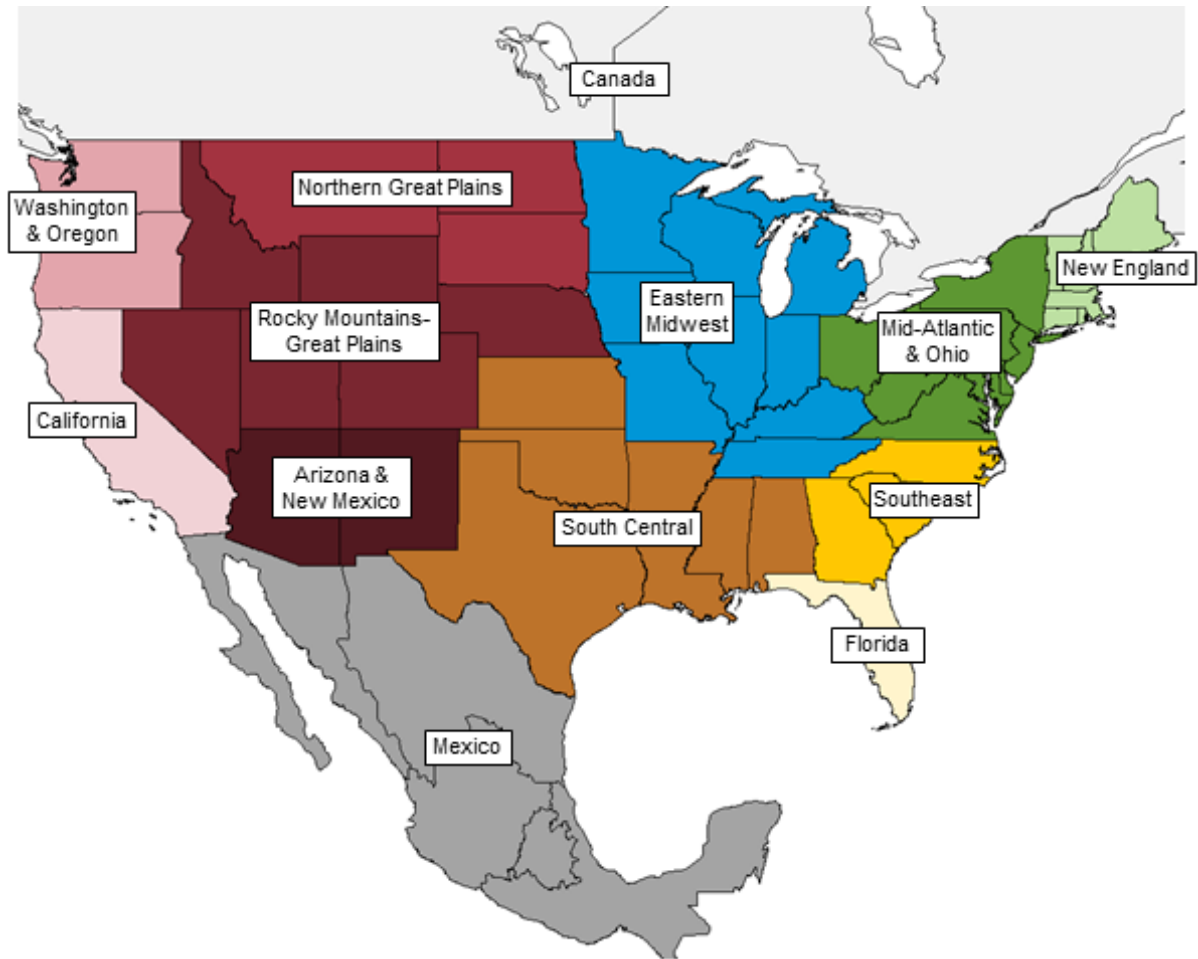 Canada
Northern Great Plains
Washington
& Oregon
New England
Eastern
Midwest
Rocky Mountains-
Great Plains
Mid-Atlantic
& Ohio
California
Arizona &
New Mexico
Southeast
South Central
Florida
Mexico